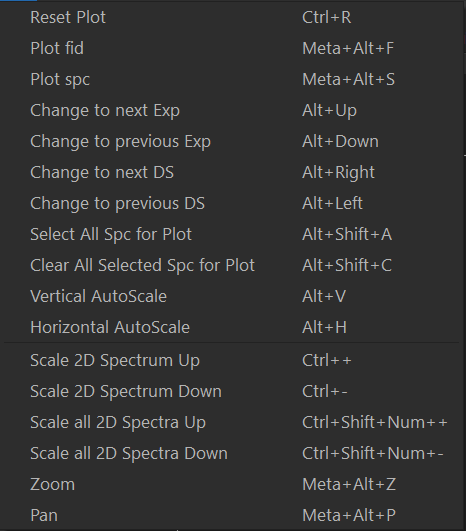 Reset Plot Ctrl+R
Plot fid Meta+Alt+F
Plot spc Meta+Alt+S
Change to next Exp Alt+Up
Change to previous Exp Alt+Down
Change to next DS Alt+Right
Change to previous DS Alt+Left
Select All Spc for Plot Alt+Shift+A
Clear All Selected Spc for Plot Alt+Shift+C
Vertical AutoScale Alt+V
Horizontal AutoScale Alt+H
Scale 2D Spectrum Up Ctrl++
Scale 2D Spectrum Down Ctrl+-
Scale all 2D Spectra Up Ctrl+Shift+Num++
Scale all 2D Spectra Down Ctrl+Shift+Num+-
Zoom Meta+Alt+Z
Pan Meta+Alt+P